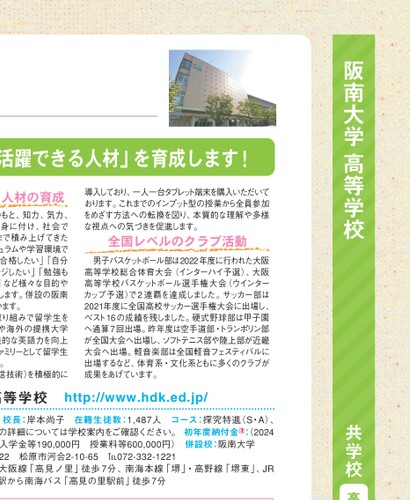 阪南大学 高等学校
共学校
高
活躍できる人材」を育成します!
人材の育成
のもと、知力、気力、
身に付け、社会で
まで積み上げてきた
ュラムや学習環境で
合格したい」「自分
ジしたい」「勉強も
」など様々な目的や
します。併設の阪南
います。
取り組みで留学生を
や海外の提携大学
践的な英語力を向上
ファミリーとして留学生
す。
信技術)を積極的に
導入しており、一人一台タブレット端末を購入いただいて
おります。これまでのインプット型の授業から全員参加
をめざす方法への転換を図り、本質的な理解や多様
な視点への気づきを促進します。
全国レベルのクラブ活動
男子バスケットボール部は2022年度に行われた大阪
高等学校総合体育大会(インターハイ予選)、大阪
高等学校バスケットボール選手権大会(ウインター
カップ予選)で2連覇を達成しました。サッカー部は
2021年度に全国高校サッカー選手権大会に出場し、
ベスト16の成績を残しました。硬式野球部は甲子園
へ通算7回出場。昨年度は空手道部・トランポリン部
が全国大会へ出場し、ソフトテニス部や陸上部が近畿
大会へ出場。軽音楽部は全国軽音フェスティバルに
出場するなど、体育系・文化系ともに多くのクラブが
成果をあげています。
高等学校 http://www.hdk.ed.jp/
校長:岸本尚子 在籍生徒数:1,487人 コース:探究特進(S・A)、
の詳細については学校案内をご確認ください。 初年度納付金:(2024
入学金等190,000円 授業料等600,000円) 併設校:阪南大学
22 松原市河合2-10-65 ℡072-332-1221
大阪線「高見ノ里」徒歩7分、南海本線「堺」・高野線「堺東」、JR
駅から南海バス「高見の里駅前」徒歩7分